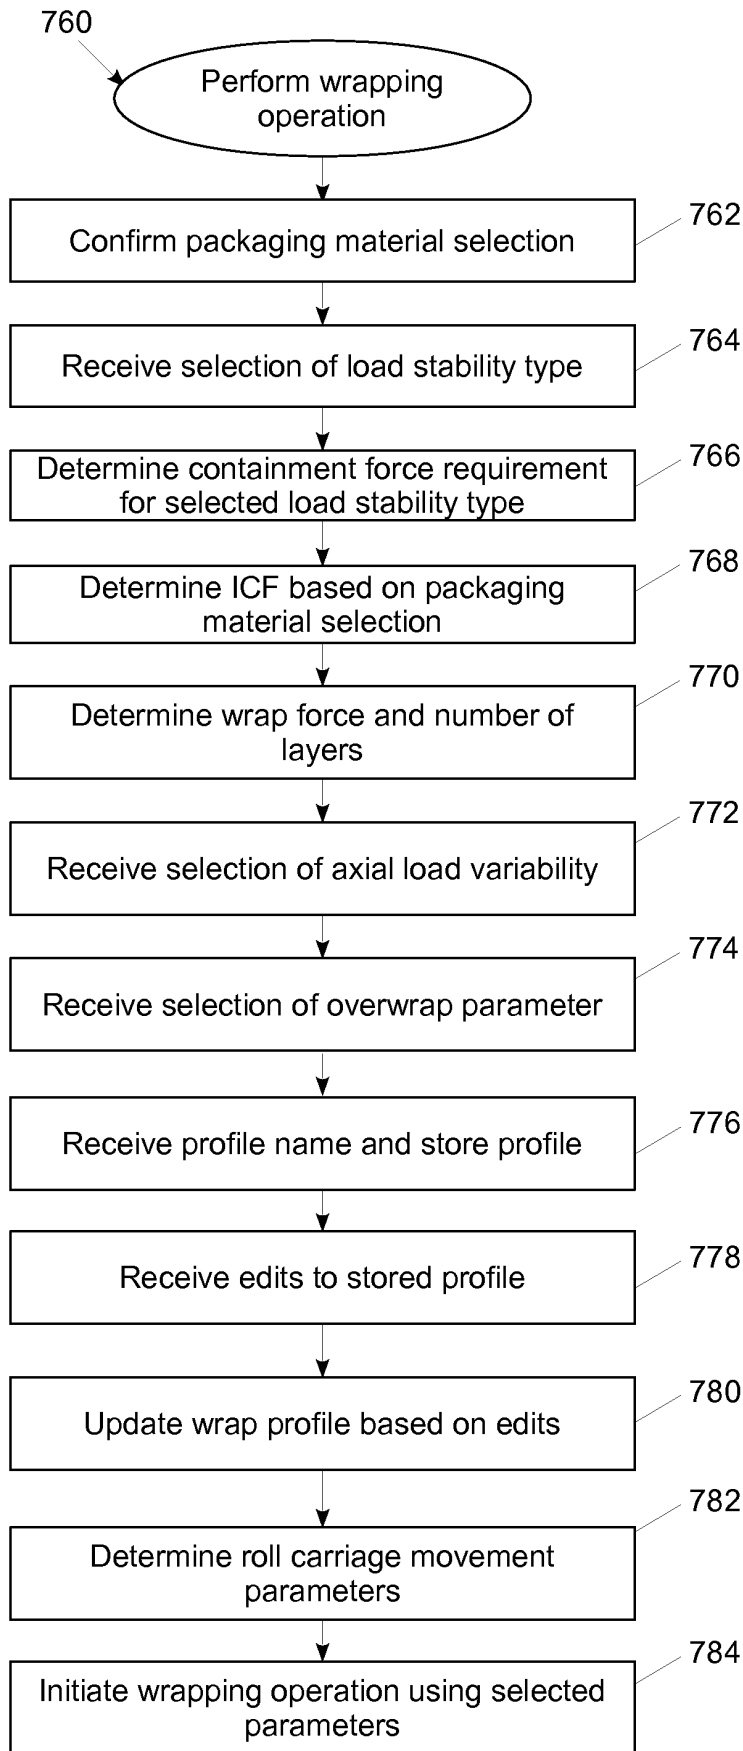 760
Perform wrapping
operation
762
Confirm packaging material selection
764
Receive selection of load stability type
766
Determine containment force requirement
for selected load stability type
768
Determine ICF based on packaging
material selection
770
Determine wrap force and number of
layers
772
Receive selection of axial load variability
774
Receive selection of overwrap parameter
776
Receive profile name and store profile
778
Receive edits to stored profile
780
Update wrap profile based on edits
782
Determine roll carriage movement
parameters
784
Initiate wrapping operation using selected
parameters